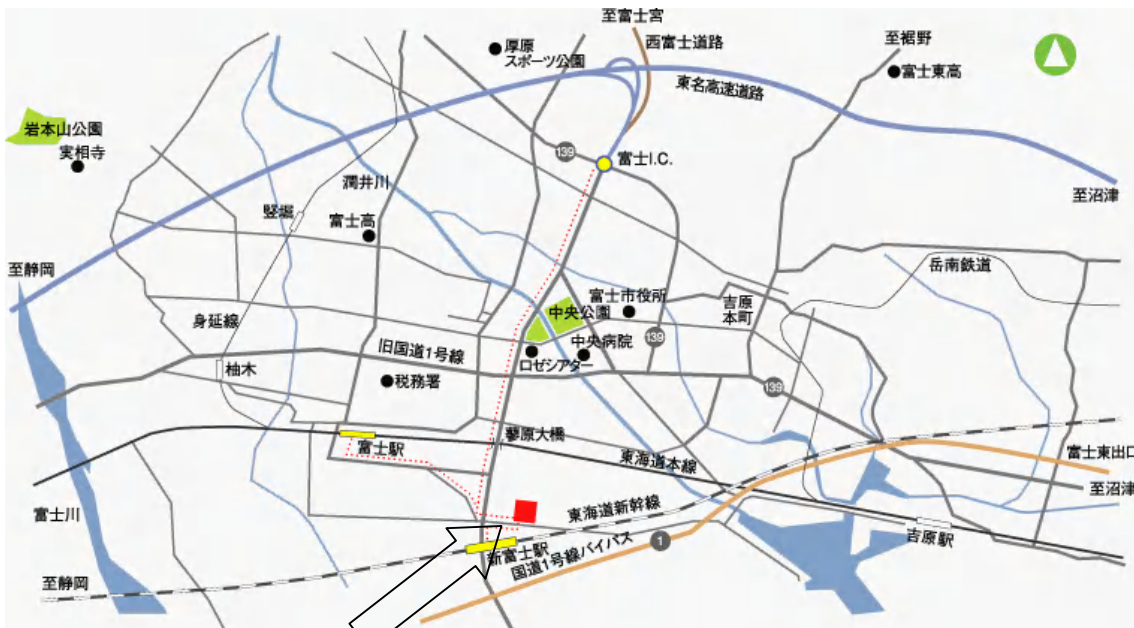 至富士宮
西富士道路
至裾野
厚原
スポーツ公園
富士東高
東名高速道路
岩本山公園
実相寺
139
富士I.C.
潤井川
至沼津
竪堀
富士高
至静岡
岳南鉄道
富士市役所
中央公園
吉原
本町
身延線
139
中央病院
旧国道1号線
ロゼシアター
柚木
税務署
139
蓼原大橋
富士駅
東海道本線
富士東出口
至沼津
東海道新幹線
富士川
吉原駅
新富士駅
1
国道1号線バイパス
至静岡